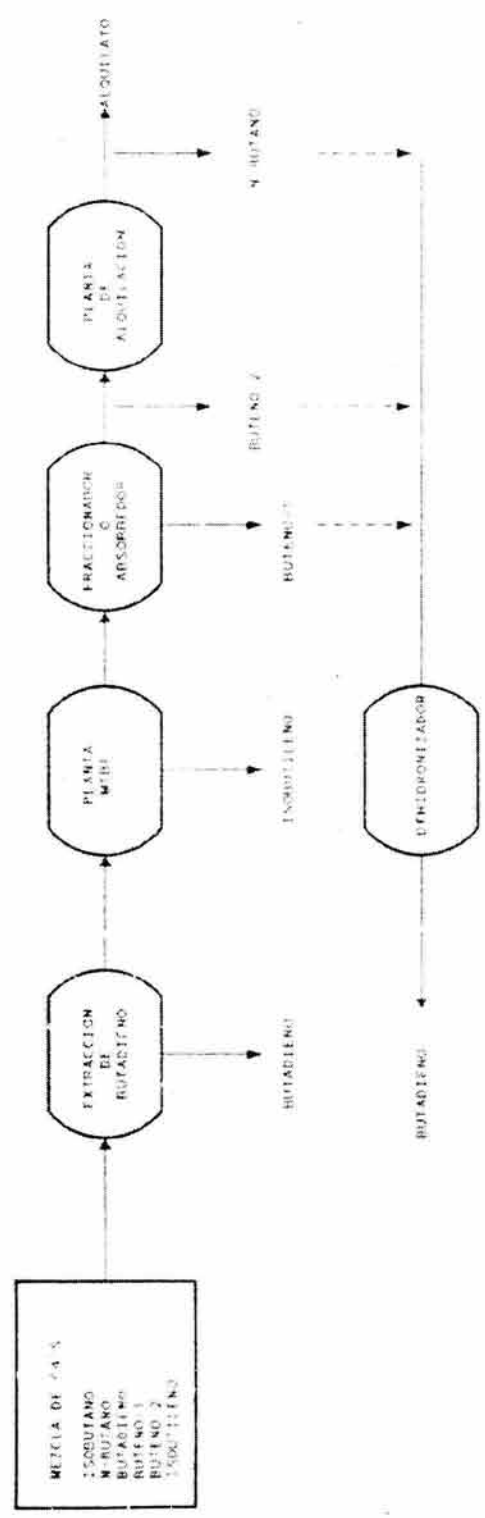 MEZCLA DE C4'S
ISOBUTANO
N-BUTANO
BUTADIENO
BUTENO-1
BUTENO 2
ISOBUTILENO
EXTRACCION
DE
BUTADIENO
BUTADIENO
PLANTA
MTBE
ISOBUTILENO
FRACCIONADOR
O
ABSORBEDOR
BUTENO-1
BUTENO 2
PLANTA
DE
ALQUILACION
N-BUTANO
ALQUILATO
DEHIDRONIZADOR
BUTADIENO